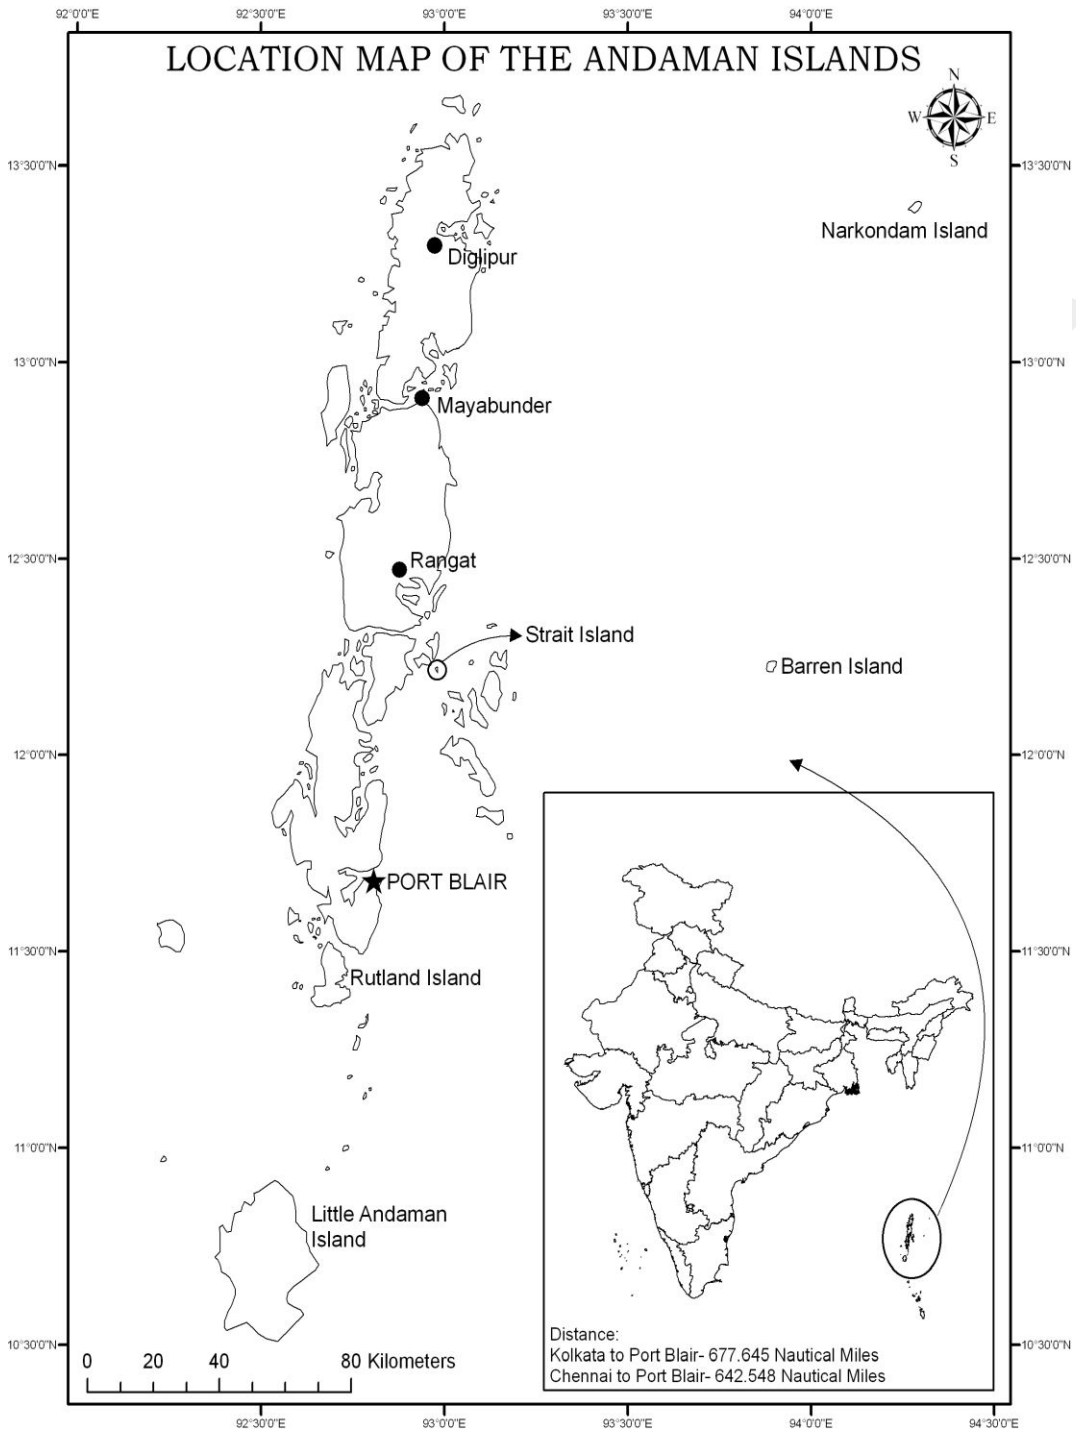 92°0'0"E 92°30'0"E 93°0'0"E 93°30'0"E 94°0'0"E
LOCATION MAP OF THE ANDAMAN ISLANDS
N
W E
S
13°30'0"N 13°30'0"N
Narkondam Island
Diglipur
13°0'0"N 13°0'0"N
Mayabunder
12°30'0"N 12°30'0"N
Rangat
Strait Island
Barren Island
12°0'0"N 12°0'0"N
PORT BLAIR
11°30'0"N 11°30'0"N
Rutland Island
11°0'0"N 11°0'0"N
Little Andaman
Island
Distance:
10°30'0"N 10°30'0"N
Kolkata to Port Blair- 677.645 Nautical Miles
Chennai to Port Blair- 642.548 Nautical Miles
0 20 40 80 Kilometers
92°30'0"E 93°0'0"E 93°30'0"E 94°0'0"E 94°30'0"E